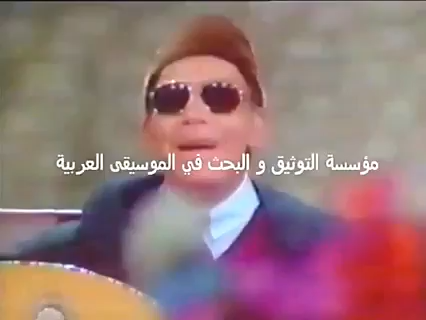 مؤسسة التوثيق و البحث في الموسيقى العربية